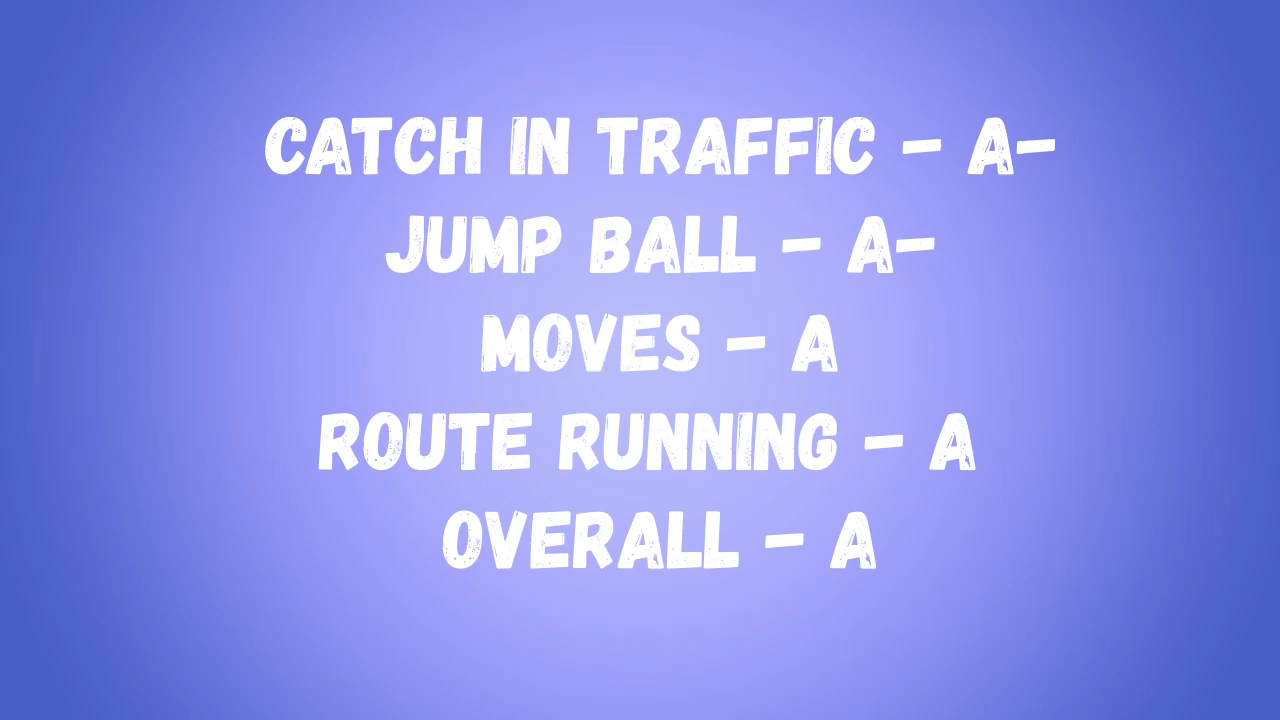 CATCH IN TRAFFIC - A-
JUMP BALL - A-
MOVES - A
ROUTE RUNNING - A
OVERALL - A